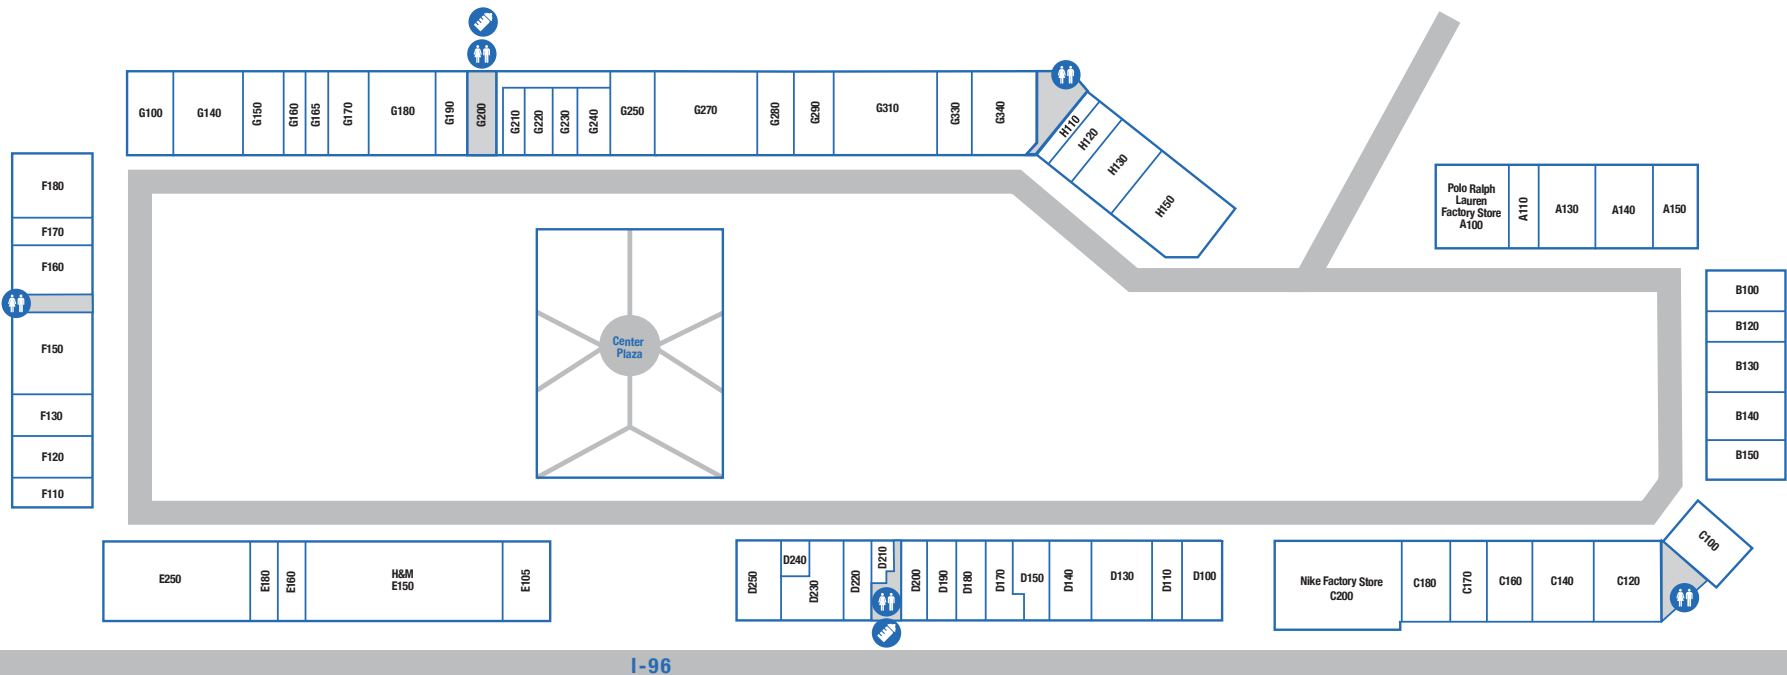 G100
G140
G150
G160
G165
G170
G180
G190
G200
G210
G220
G230
G240
G250
G270
G280
G290
G310
G330
G340
H110
H120
H130
H150
Polo Ralph
Lauren
Factory Store
A100
A110
A130
A140
A150
F180
F170
F160
F150
F130
F120
F110
Center
Plaza
B100
B120
B130
B140
B150
E250
E180
E160
H&M
E150
E105
D250
D240
D230
D220
D210
D200
D190
D180
D170
D150
D140
D130
D110
D100
Nike Factory Store
C200
C180
C170
C160
C140
C120
C100
I-96